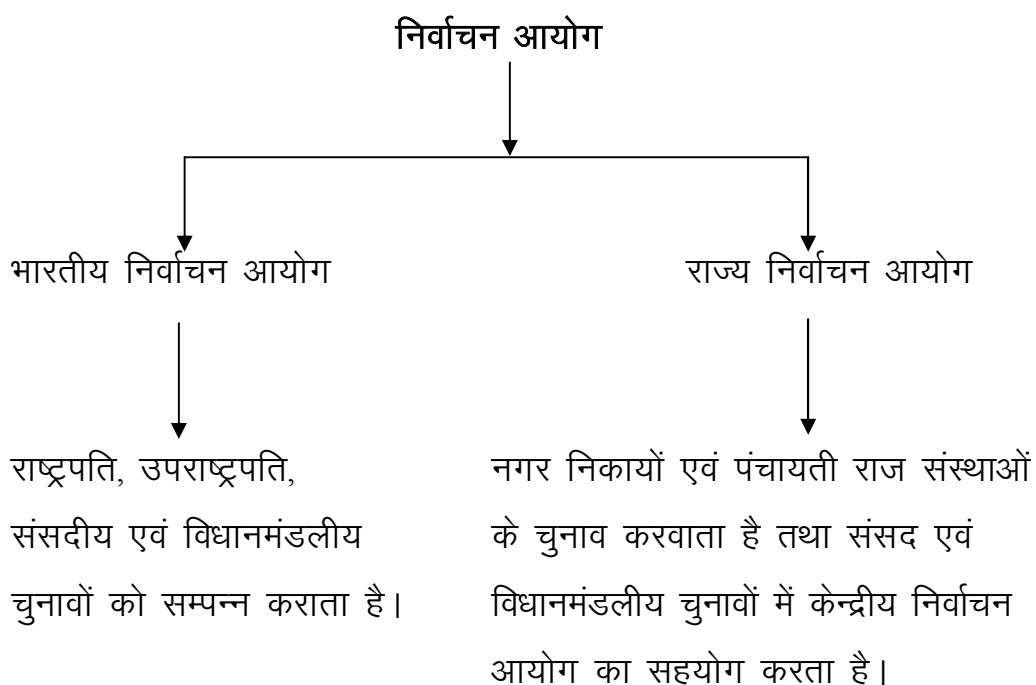 निर्वाचन आयोग
भारतीय निर्वाचन आयोग
राज्य निर्वाचन आयोग
राष्ट्रपति, उपराष्ट्रपति,
संसदीय एवं विधानमंडलीय
चुनावों को सम्पन्न कराता है।
नगर निकायों एवं पंचायती राज संस्थाओं
के चुनाव करवाता है तथा संसद एवं
विधानमंडलीय चुनावों में केन्द्रीय निर्वाचन
आयोग का सहयोग करता है।